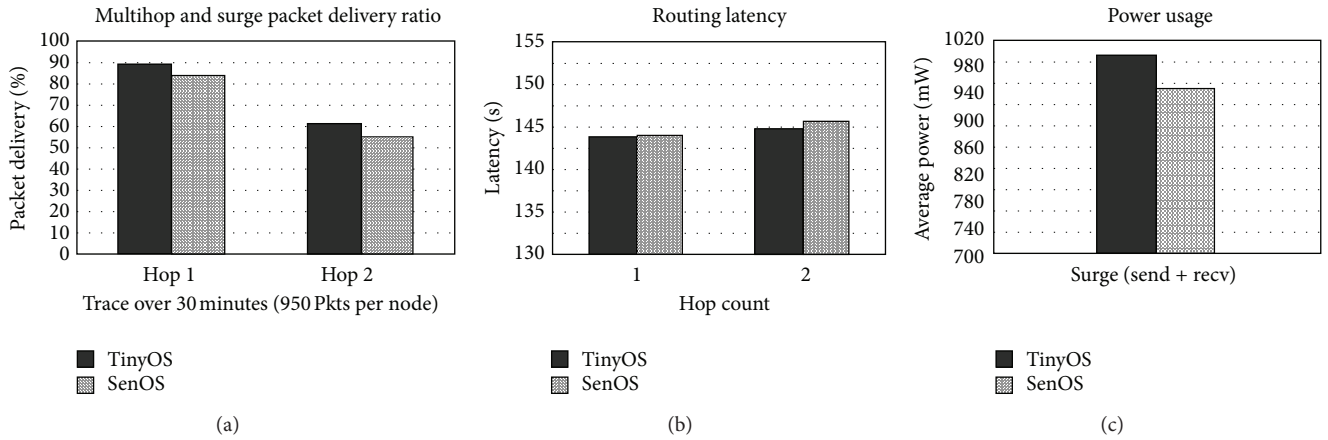 Multihop and surge packet delivery ratio
Packet delivery (%)
100
90
80
70
60
50
40
30
20
10
0
Hop 1
Hop 2
Trace over 30 minutes (950 Pkts per node)
TinyOS
SenOS
(a)
Routing latency
Latency (s)
155
150
145
142
140
135
130
1
2
Hop count
TinyOS
SenOS
(b)
Power usage
Average power (mW)
1020
980
940
900
860
820
780
740
700
Surge (send + recv)
TinyOS
SenOS
(c)